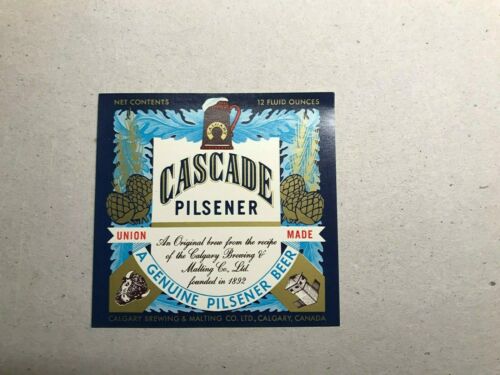 NET CONTENTS 12 FLUID OUNCES
CASCADE
PILSENER
UNION MADE
An Original brew from the recipe
of the Calgary Brewing &
Malting Co., Ltd.
founded in 1892
A GENUINE PILSENER BEER
CALGARY BREWING & MALTING CO. LTD., CALGARY, CANADA